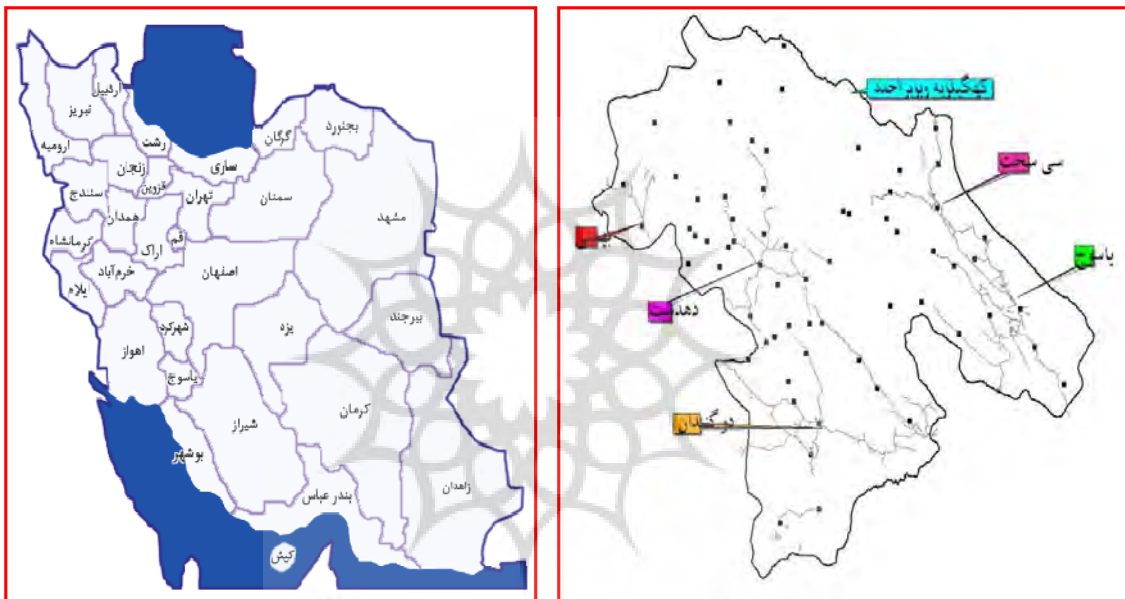 اردبیل
تبریز
ارومیه
رشت
گرگان
بجنورد
ساری
زنجان
قزوین
تهران
سمنان
سنندج
همدان
مشهد
کرمانشاه
اراک
قم
خرم‌آباد
اصفهان
ایلام
شهرکرد
یزد
بیرجند
اهواز
یاسوج
کرمان
شیراز
بوشهر
بندر عباس
زاهدان
کیش
کهگیلویه وبویر احمد
سی سخت
یاسوج
دهدشت